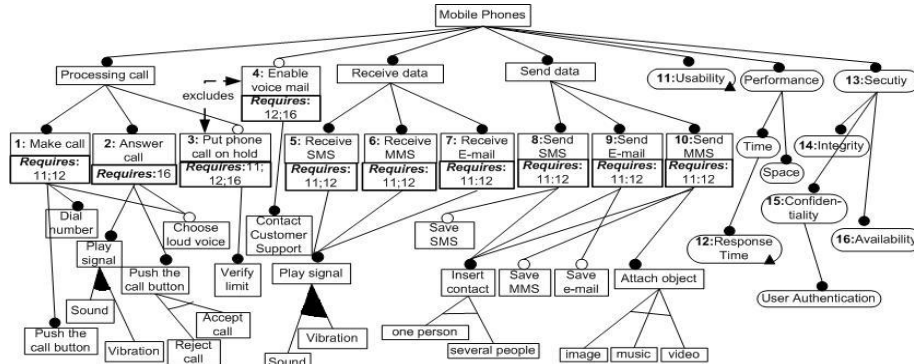 Mobile Phones
Processing call
4: Enable
voice mail
Requires:
12;16
Receive data
Send data
11:Usability
Performance
13:Secutiy
excludes
1: Make call
Requires:
11;12
2: Answer
call
Requires:16
3: Put phone
call on hold
Requires:11;
12;16
5: Receive
SMS
Requires:
11;12
6: Receive
MMS
Requires:
11:12
7: Receive
E-mail
Requires:
11:12
8:Send
SMS
Requires:
11:12
9:Send
E-mail
Requires:
11:12
10:Send
MMS
Requires:
11:12
Time
Space
14:Integrity
15:Confiden-
tiality
16:Availability
12:Response
Time
User Authentication
Dial
number
Play
signal
Choose
loud voice
Contact
Customer
Support
Save
SMS
Push the
call button
Verify
limit
Play signal
Insert
contact
Save
MMS
Save
e-mail
Attach object
Sound
Vibration
Push the
call button
Accept
call
Reject
call
Sound
Vibration
one person
several people
image
music
video